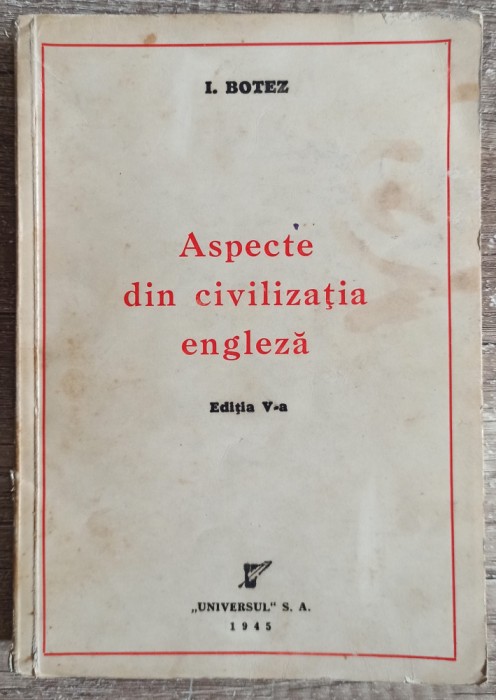 I. BOTEZ
Aspecte
din civilizaţia
engleză
Ediţia V-a
„UNIVERSUL" S. A.
1945